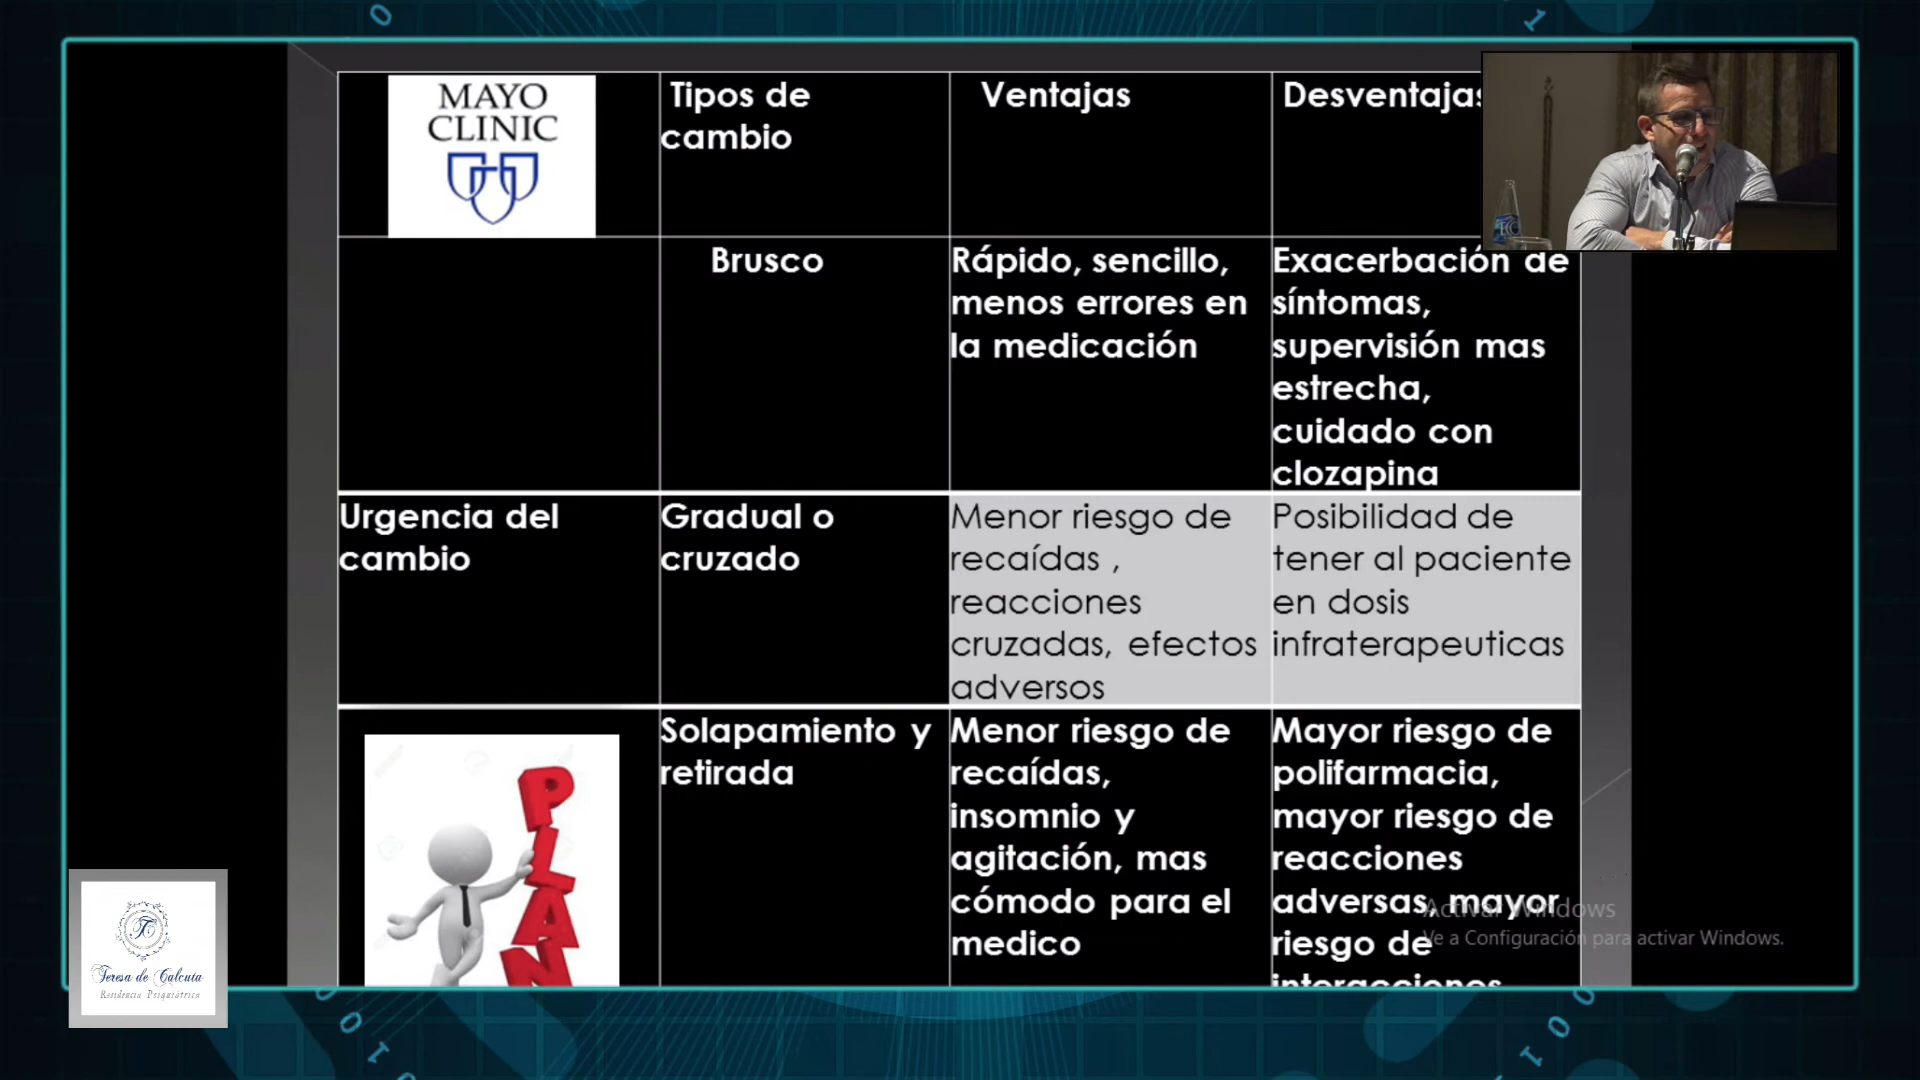 MAYO
CLINIC
Tipos de
cambio
Ventajas
Desventajas
Brusco
Rápido, sencillo,
menos errores en
la medicación
Exacerbación de
síntomas,
supervisión mas
estrecha,
cuidado con
clozapina
Urgencia del
cambio
Gradual o
cruzado
Menor riesgo de
recaídas ,
reacciones
cruzadas, efectos
adversos
Posibilidad de
tener al paciente
en dosis
infraterapeuticas
PLAN
Solapamiento y
retirada
Menor riesgo de
recaídas,
insomnio y
agitación, mas
cómodo para el
medico
Mayor riesgo de
polifarmacia,
mayor riesgo de
reacciones
adversas, mayor
riesgo de
interacciones
Activar Windows
Ve a Configuración para activar Windows.
Teresa de Calcuta
Residencia Psiquiátrica